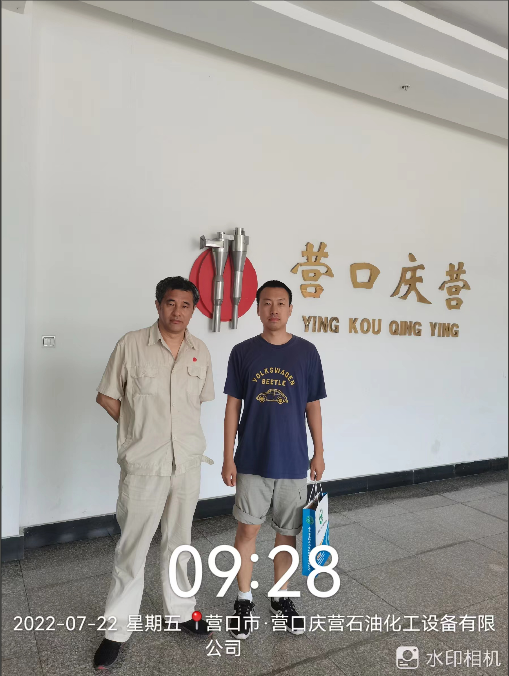 营口庆营
YING KOU QING YING
VOLKSWAGEN
BEETLE
09:28
2022-07-22 星期五 营口市·营口庆营石油化工设备有限
公司
水印相机